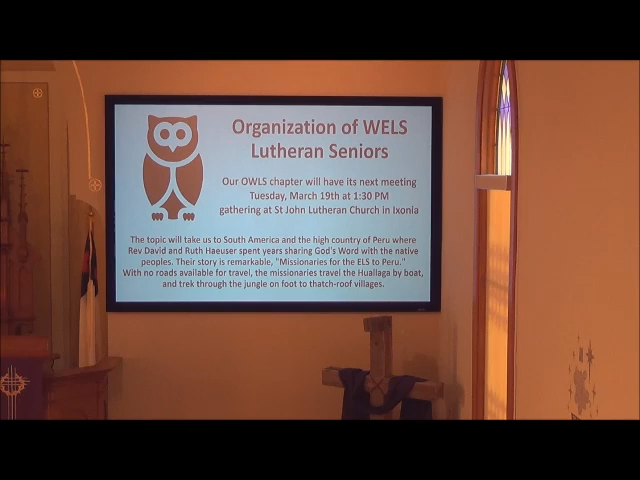 Organization of WELS
Lutheran Seniors
Our OWLS chapter will have its next meeting
Tuesday, March 19th at 1:30 PM
gathering at St John Lutheran Church in Ixonia
The topic will take us to South America and the high country of Peru where
Rev David and Ruth Haeuser spent years sharing God's Word with the native
peoples. Their story is remarkable, "Missionaries for the ELS to Peru."
With no roads available for travel, the missionaries travel the Huallaga by boat,
and trek through the jungle on foot to thatch-roof villages.